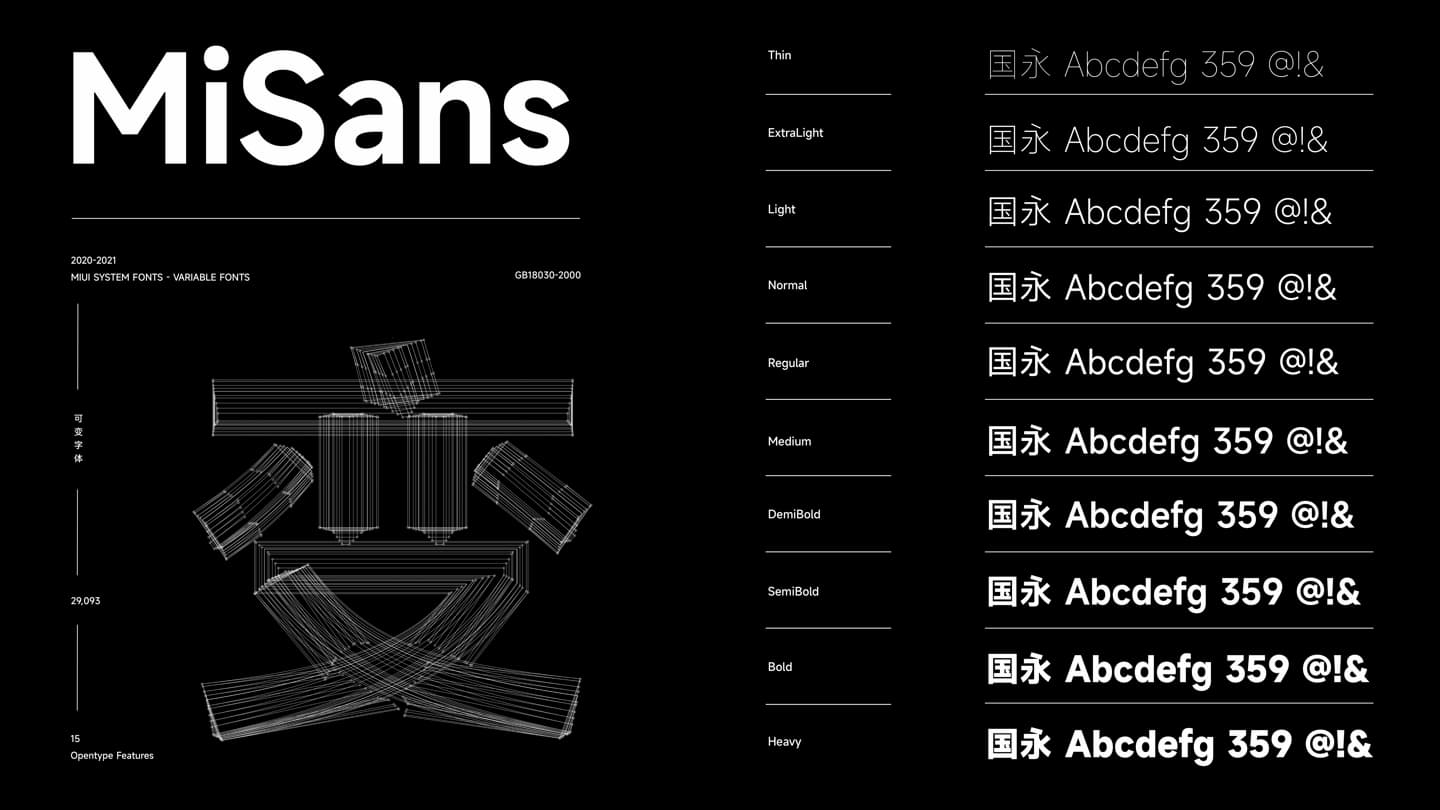 MiSans
2020-2021
MIUI SYSTEM FONTS - VARIABLE FONTS
GB18030-2000
可变字体
变
29,093
15
Opentype Features
Thin
国永 Abcdefg 359 @!&
ExtraLight
国永 Abcdefg 359 @!&
Light
国永 Abcdefg 359 @!&
Normal
国永 Abcdefg 359 @!&
Regular
国永 Abcdefg 359 @!&
Medium
国永 Abcdefg 359 @!&
DemiBold
国永 Abcdefg 359 @!&
SemiBold
国永 Abcdefg 359 @!&
Bold
国永 Abcdefg 359 @!&
Heavy
国永 Abcdefg 359 @!&